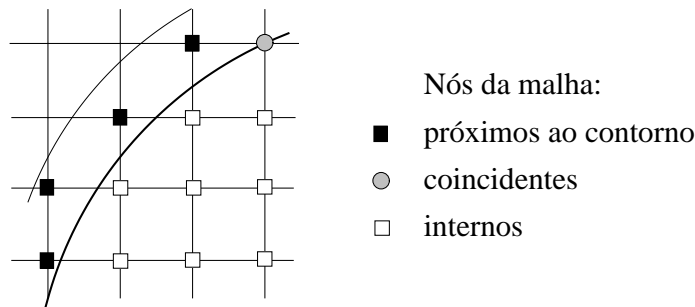 Nós da malha:
próximos ao contorno
coincidentes
internos